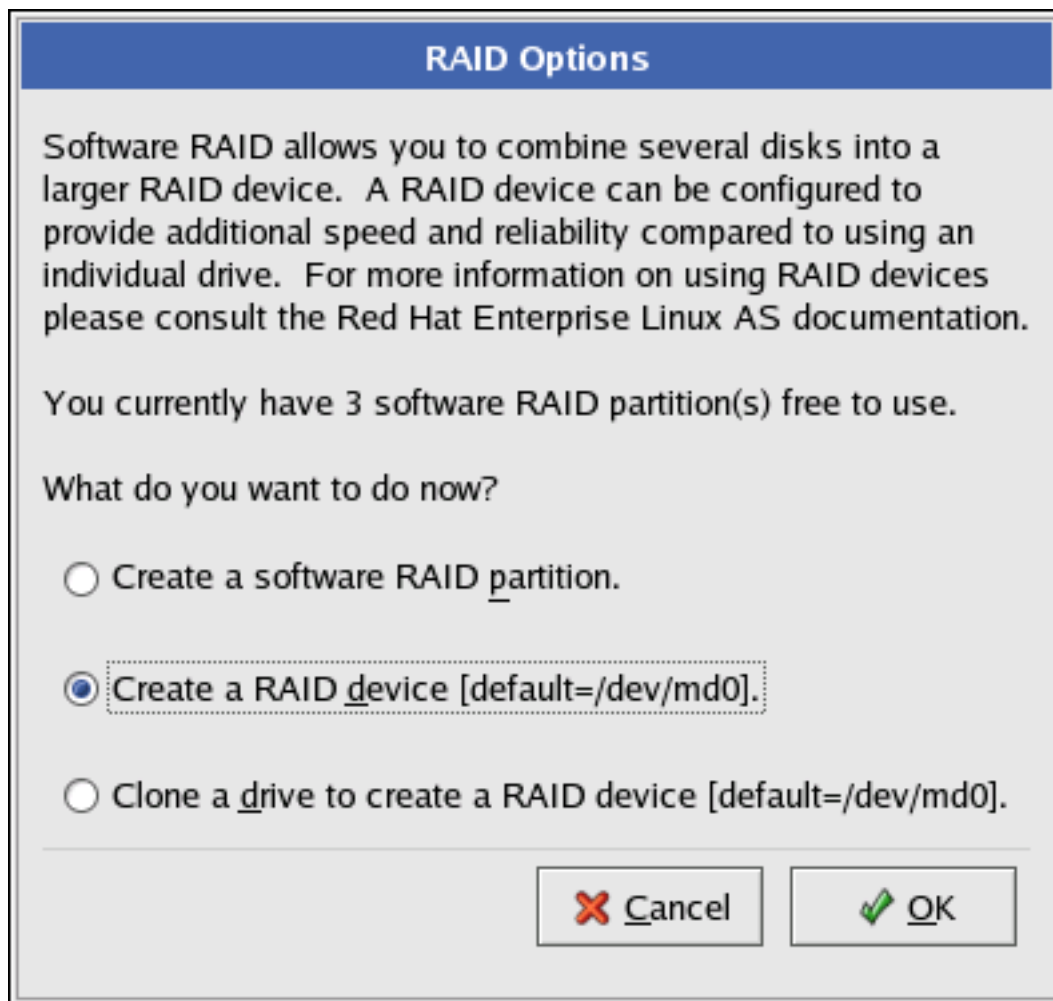 RAID Options
Software RAID allows you to combine several disks into a
larger RAID device.  A RAID device can be configured to
provide additional speed and reliability compared to using an
individual drive.  For more information on using RAID devices
please consult the Red Hat Enterprise Linux AS documentation.
You currently have 3 software RAID partition(s) free to use.
What do you want to do now?
Create a software RAID partition.
Create a RAID device [default=/dev/md0].
Clone a drive to create a RAID device [default=/dev/md0].
Cancel
OK